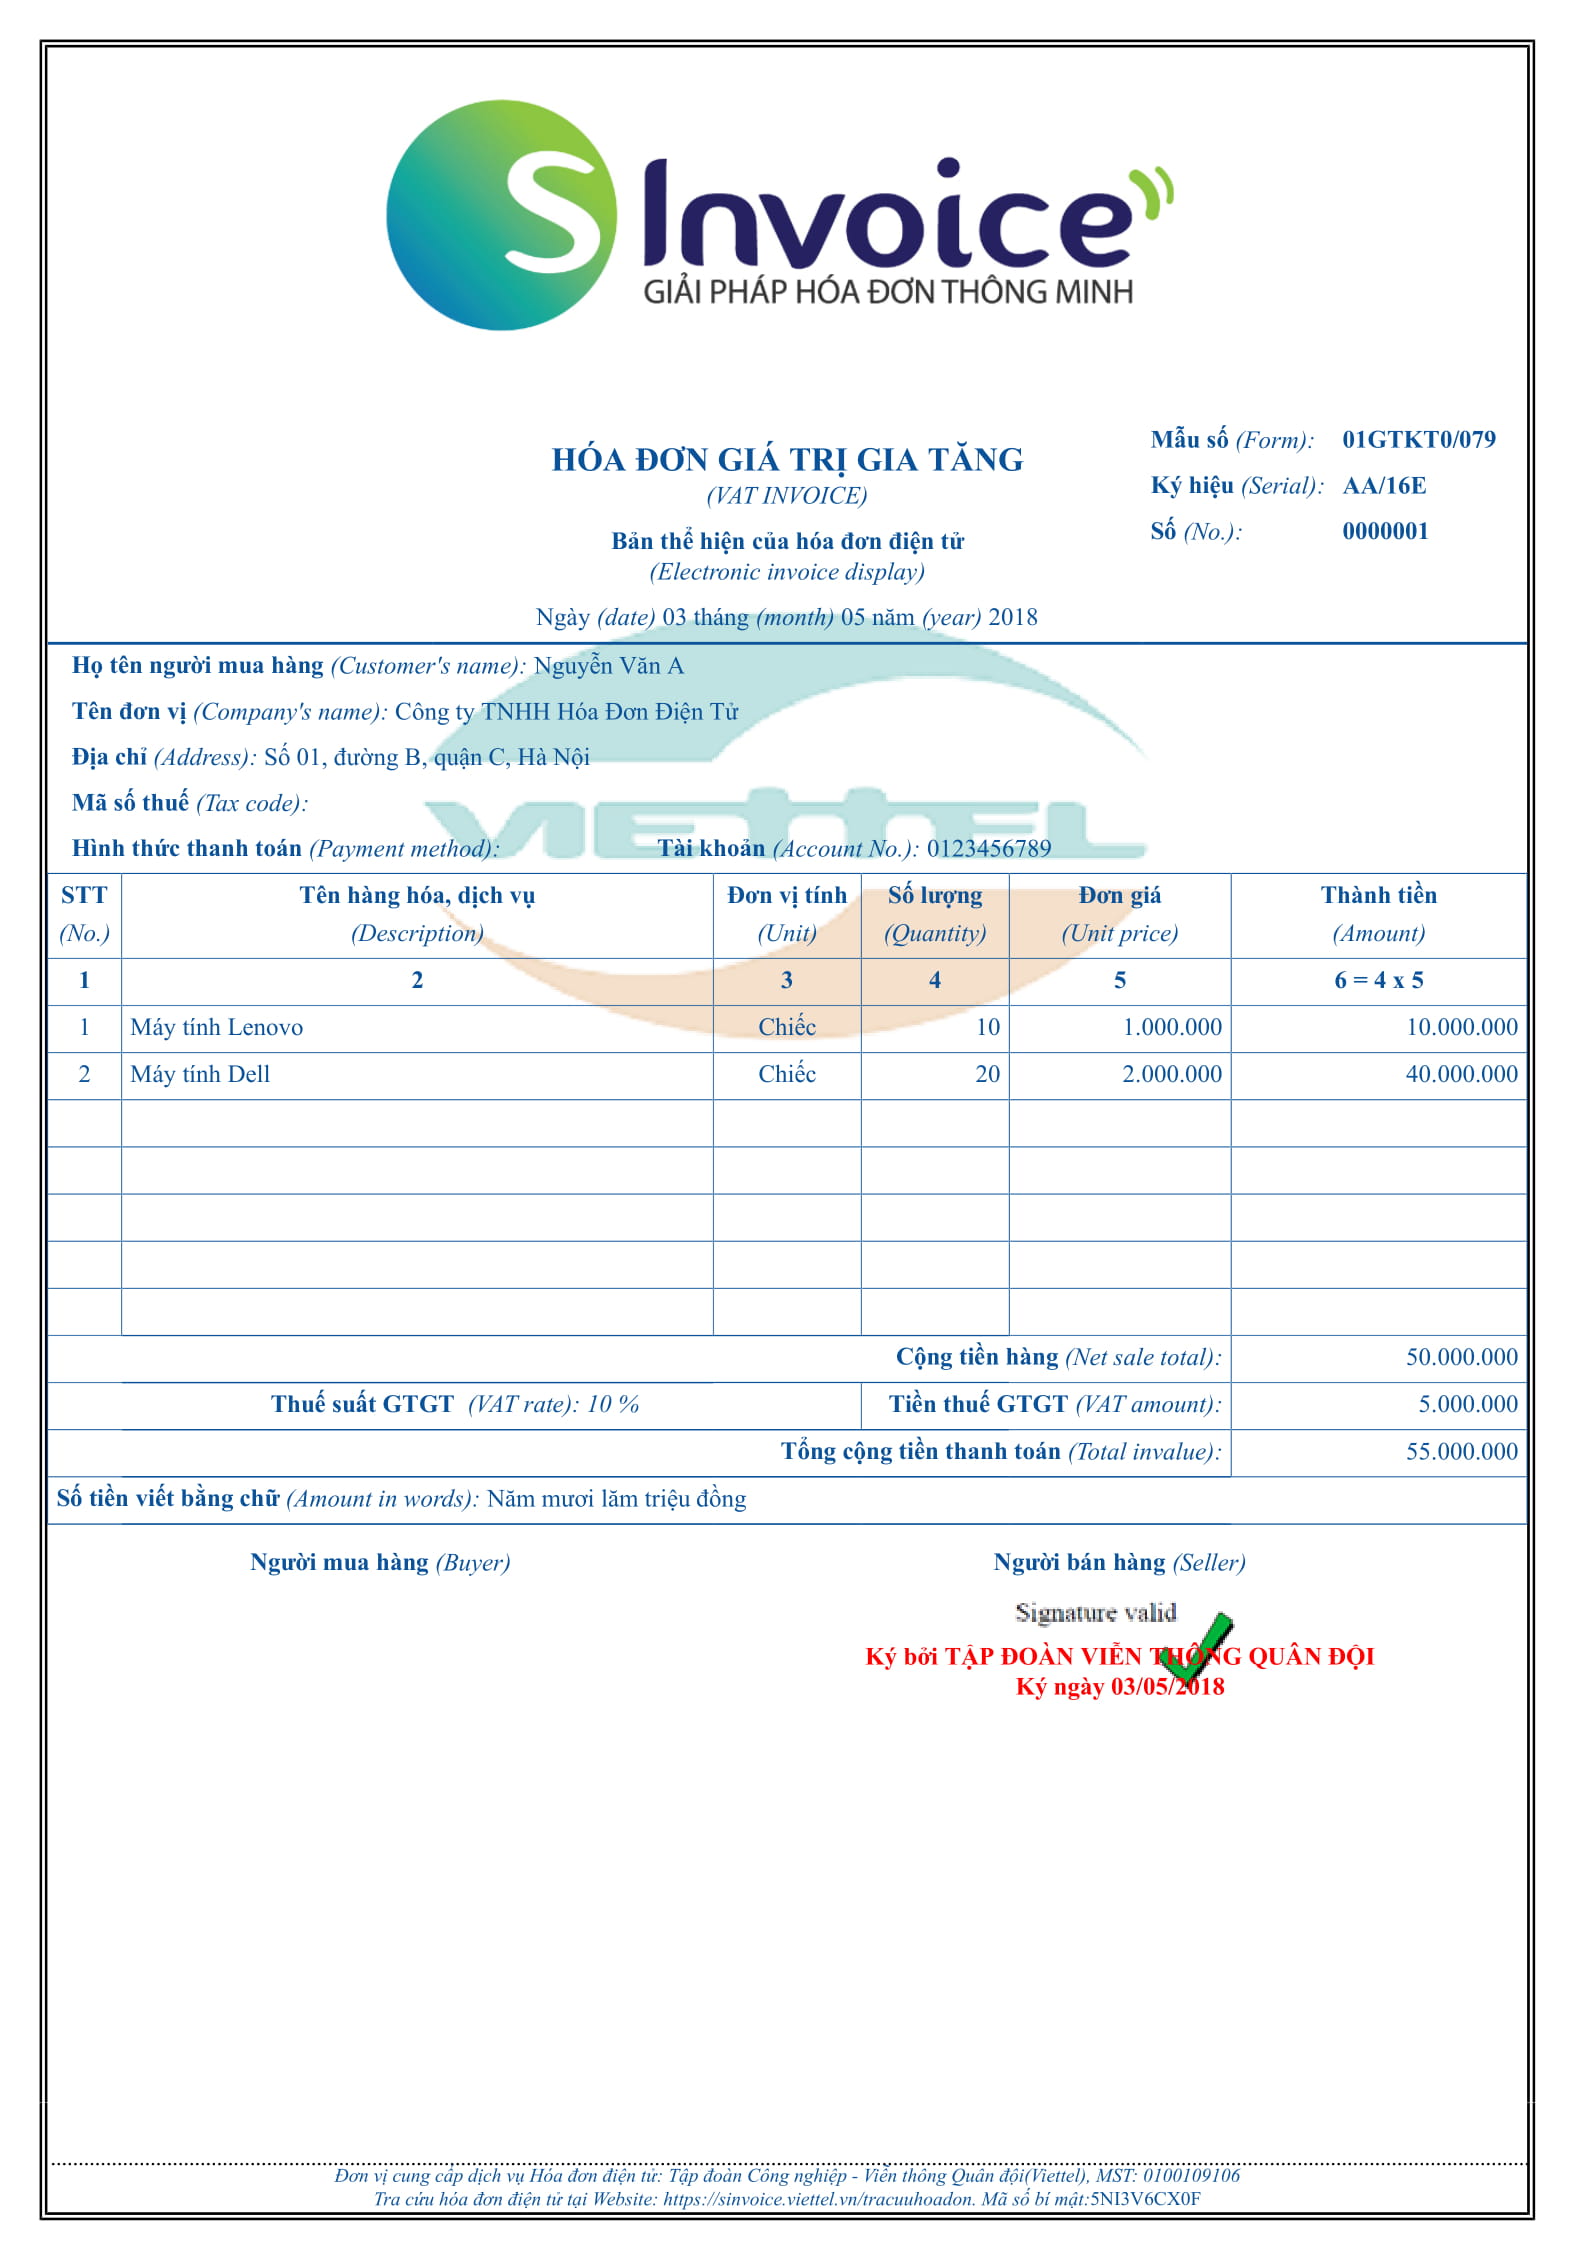 S Invoice
GIẢI PHÁP HÓA ĐƠN THÔNG MINH
HÓA ĐƠN GIÁ TRỊ GIA TĂNG
(VAT INVOICE)
Bản thể hiện của hóa đơn điện tử
(Electronic invoice display)
Ngày (date) 03 tháng (month) 05 năm (year) 2018
Mẫu số (Form): 01GTKT0/079
Ký hiệu (Serial): AA/16E
Số (No.): 0000001
Họ tên người mua hàng (Customer's name): Nguyễn Văn A
Tên đơn vị (Company's name): Công ty TNHH Hóa Đơn Điện Tử
Địa chỉ (Address): Số 01, đường B, quận C, Hà Nội
Mã số thuế (Tax code):
VIETTEL
Hình thức thanh toán (Payment method): Tài khoản (Account No.): 0123456789
STT Tên hàng hóa, dịch vụ Đơn vị tính Số lượng Đơn giá Thành tiền
(No.) (Description) (Unit) (Quantity) (Unit price) (Amount)
1 2 3 4 5 6 = 4 x 5
1 Máy tính Lenovo Chiếc 10 1.000.000 10.000.000
2 Máy tính Dell Chiếc 20 2.000.000 40.000.000
Cộng tiền hàng (Net sale total): 50.000.000
Thuế suất GTGT (VAT rate): 10 % Tiền thuế GTGT (VAT amount): 5.000.000
Tổng cộng tiền thanh toán (Total invalue): 55.000.000
Số tiền viết bằng chữ (Amount in words): Năm mươi lăm triệu đồng
Người mua hàng (Buyer) Người bán hàng (Seller)
Signature valid
Ký bởi TẬP ĐOÀN VIỄN THÔNG QUÂN ĐỘI
Ký ngày 03/05/2018
Đơn vị cung cấp dịch vụ Hóa đơn điện tử: Tập đoàn Công nghiệp - Viễn thông Quân đội(Viettel), MST: 0100109106
Tra cứu hóa đơn điện tử tại Website: https://sinvoice.viettel.vn/tracuuhoadon. Mã số bí mật:5NI3V6CX0F